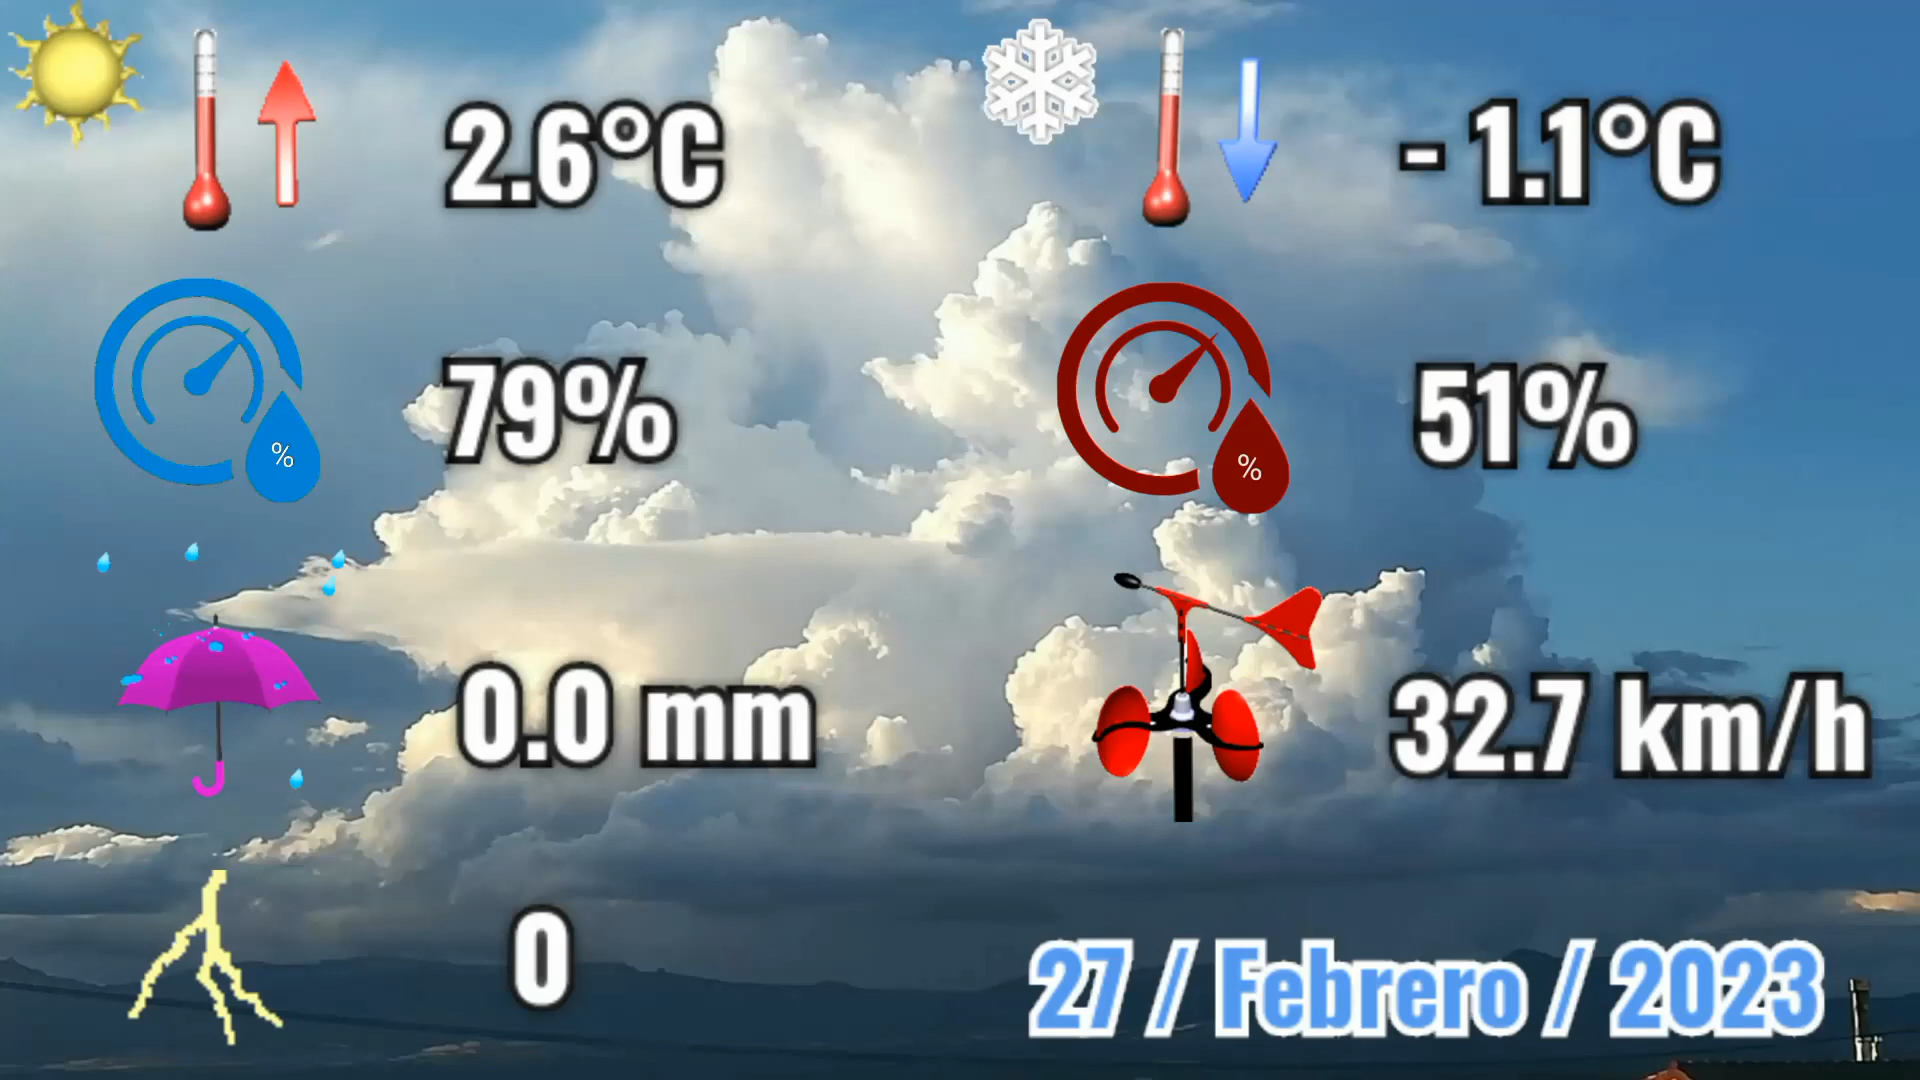 2.6°C
- 1.1°C
79%
%
51%
%
0.0 mm
32.7 km/h
0
27 / Febrero / 2023